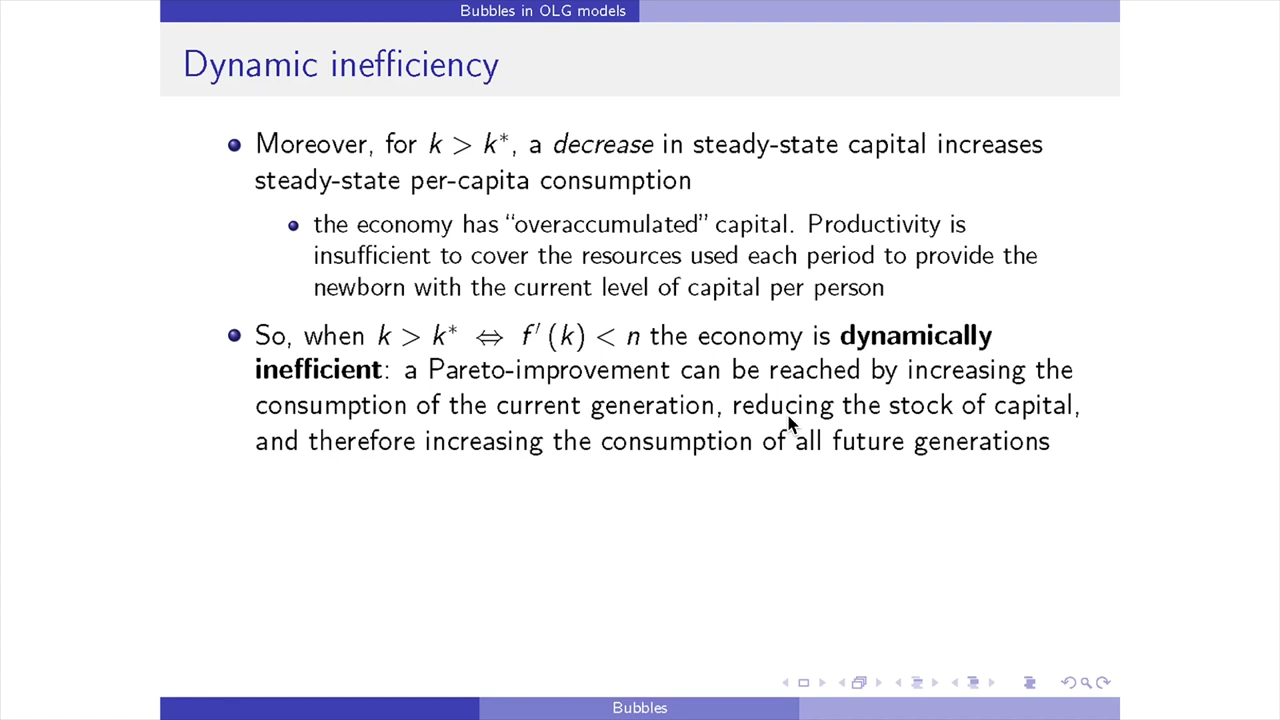 Bubbles in OLG models
Dynamic inefficiency
Moreover, for k > k*, a decrease in steady-state capital increases
steady-state per-capita consumption
the economy has “overaccumulated” capital. Productivity is
insufficient to cover the resources used each period to provide the
newborn with the current level of capital per person
So, when k > k* ⇔ f′ (k) < n the economy is dynamically
inefficient: a Pareto-improvement can be reached by increasing the
consumption of the current generation, reducing the stock of capital,
and therefore increasing the consumption of all future generations
Bubbles